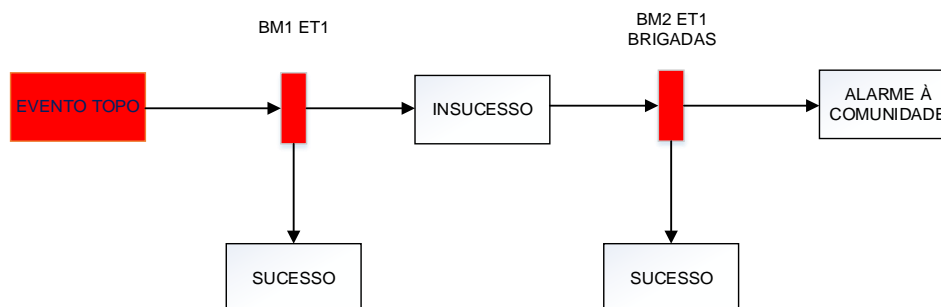 BM1 ET1
BM2 ET1
BRIGADAS
EVENTO TOPO
INSUCESSO
ALARME À
COMUNIDADE
SUCESSO
SUCESSO